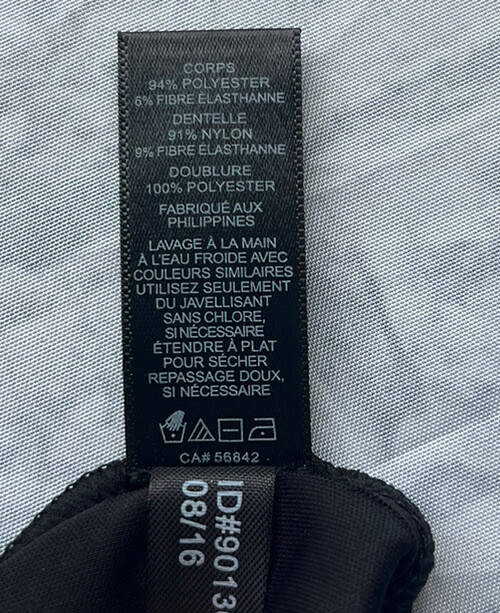 CORPS
94% POLYESTER
6% FIBRE ÉLASTHANNE
DENTELLE
91% NYLON
9% FIBRE ÉLASTHANNE
DOUBLURE
100% POLYESTER
FABRIQUÉ AUX
PHILIPPINES
LAVAGE À LA MAIN
À L'EAU FROIDE AVEC
COULEURS SIMILAIRES
UTILISEZ SEULEMENT
DU JAVELLISANT
SANS CHLORE,
SI NÉCESSAIRE
ÉTENDRE À PLAT
POUR SÉCHER
REPASSAGE DOUX,
SI NÉCESSAIRE
CA# 56842
ID#9013
08/16